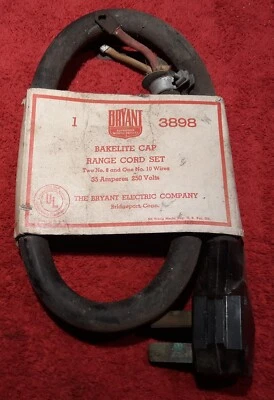 1 BRYANT 3898
BAKELITE CAP
RANGE CORD SET
Two No. 8 and One No. 10 Wires
35 Amperes 250 Volts
THE BRYANT ELECTRIC COMPANY
Bridgeport, Conn.